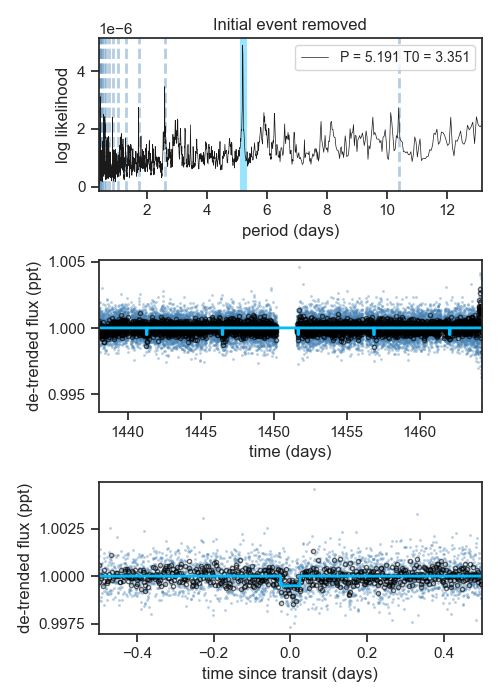 Initial event removed
1e−6
P = 5.191 T0 = 3.351
4
2
0
log likelihood
2 4 6 8 10 12
period (days)
1.005
1.000
0.995
de-trended flux (ppt)
1440 1445 1450 1455 1460
time (days)
1.0025
1.0000
0.9975
de-trended flux (ppt)
−0.4 −0.2 0.0 0.2 0.4
time since transit (days)